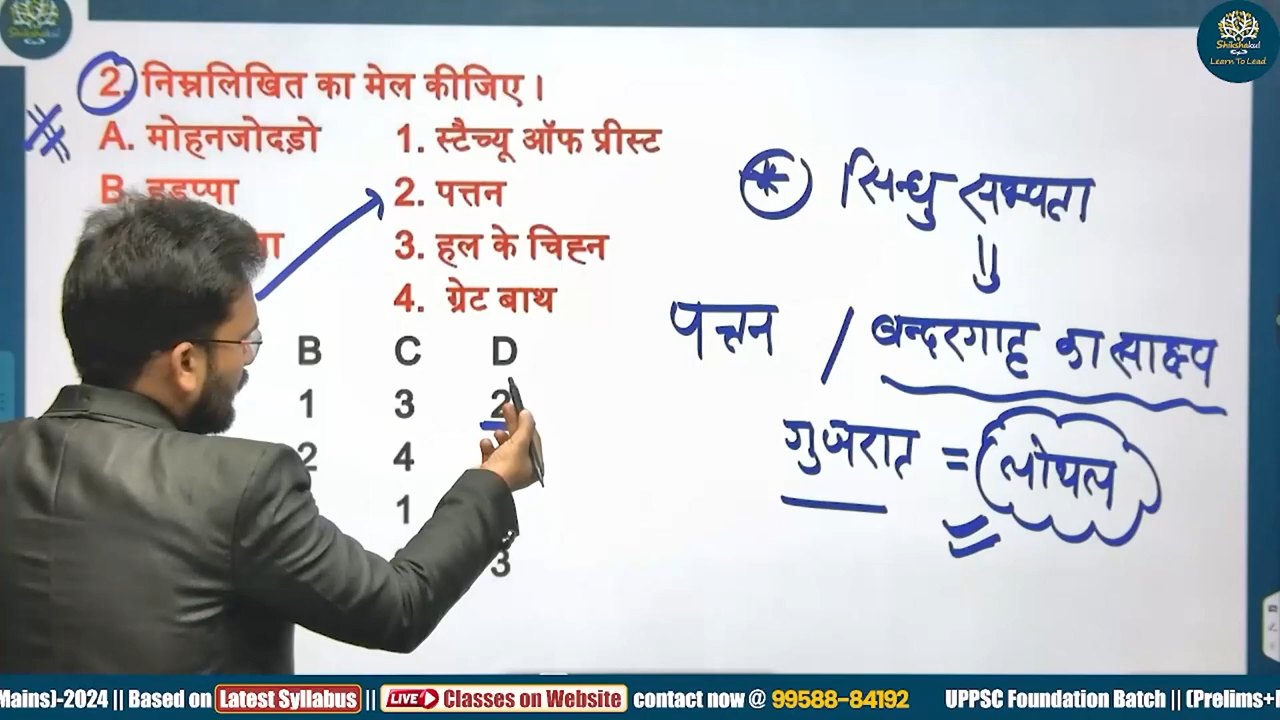 Shikshakul
Shikshakul
Learn To Lead
2. निम्नलिखित का मेल कीजिए।
A. मोहनजोदड़ो 1. स्टैच्यू ऑफ प्रीस्ट
B. हड़प्पा 2. पत्तन
3. हल के चिह्न
4. ग्रेट बाथ
B C D
1 3 2
2 4
1
3
* सिन्धु सभ्यता
पत्तन / बन्दरगाह का साक्ष्य
गुजरात = लोथल
Mains)-2024 || Based on Latest Syllabus || LIVE Classes on Website contact now @ 99588-84192 UPPSC Foundation Batch || (Prelims+